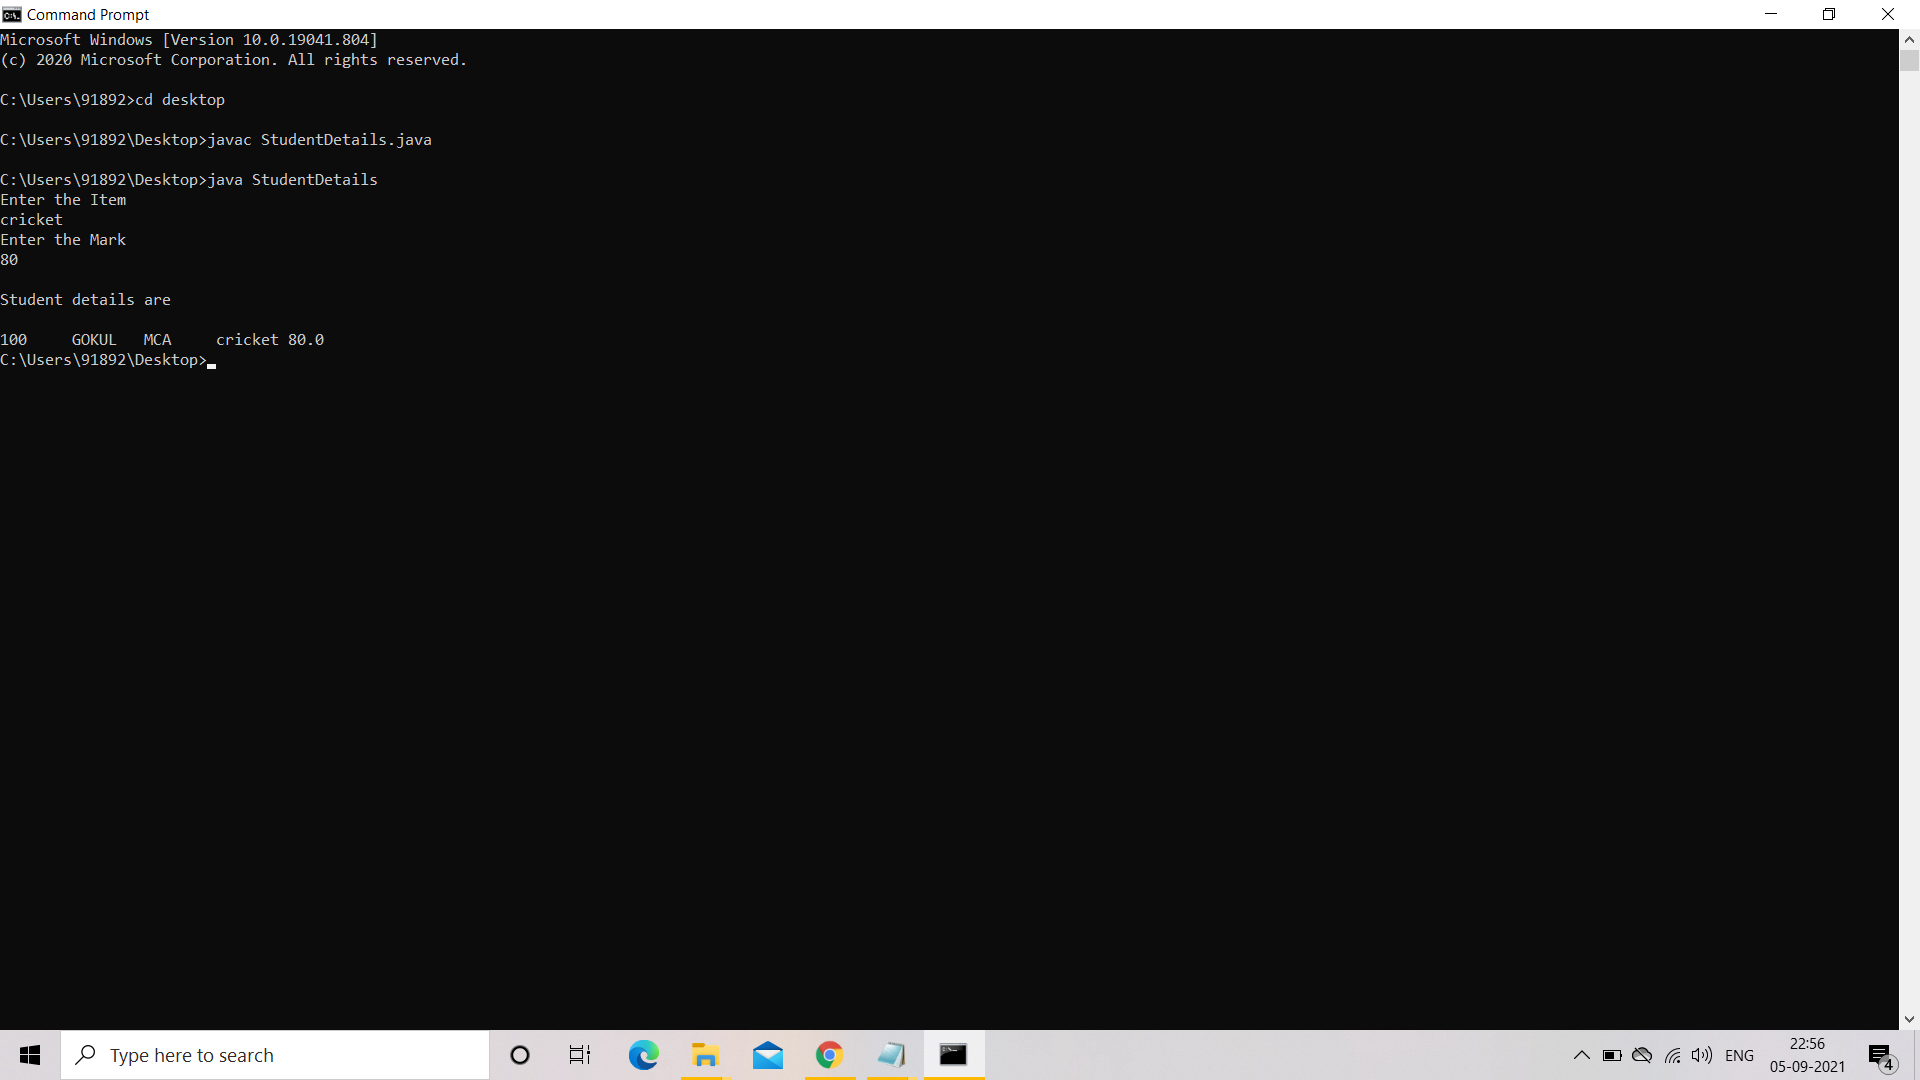 Command Prompt
Microsoft Windows [Version 10.0.19041.804]
(c) 2020 Microsoft Corporation. All rights reserved.
C:\Users\91892>cd desktop
C:\Users\91892\Desktop>javac StudentDetails.java
C:\Users\91892\Desktop>java StudentDetails
Enter the Item
cricket
Enter the Mark
80
Student details are
100     GOKUL   MCA     cricket 80.0
C:\Users\91892\Desktop>
Type here to search
ENG
22:56
05-09-2021
4